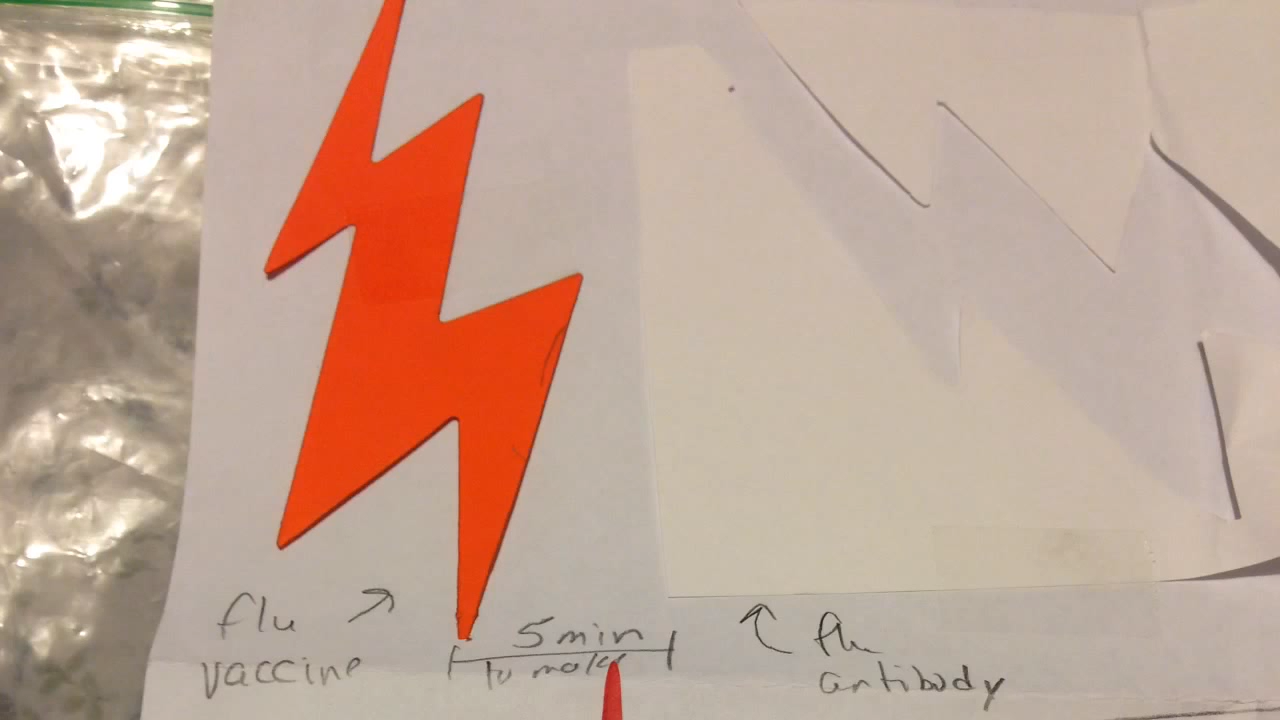 flu
vaccine
5 min
to make
flu
antibody